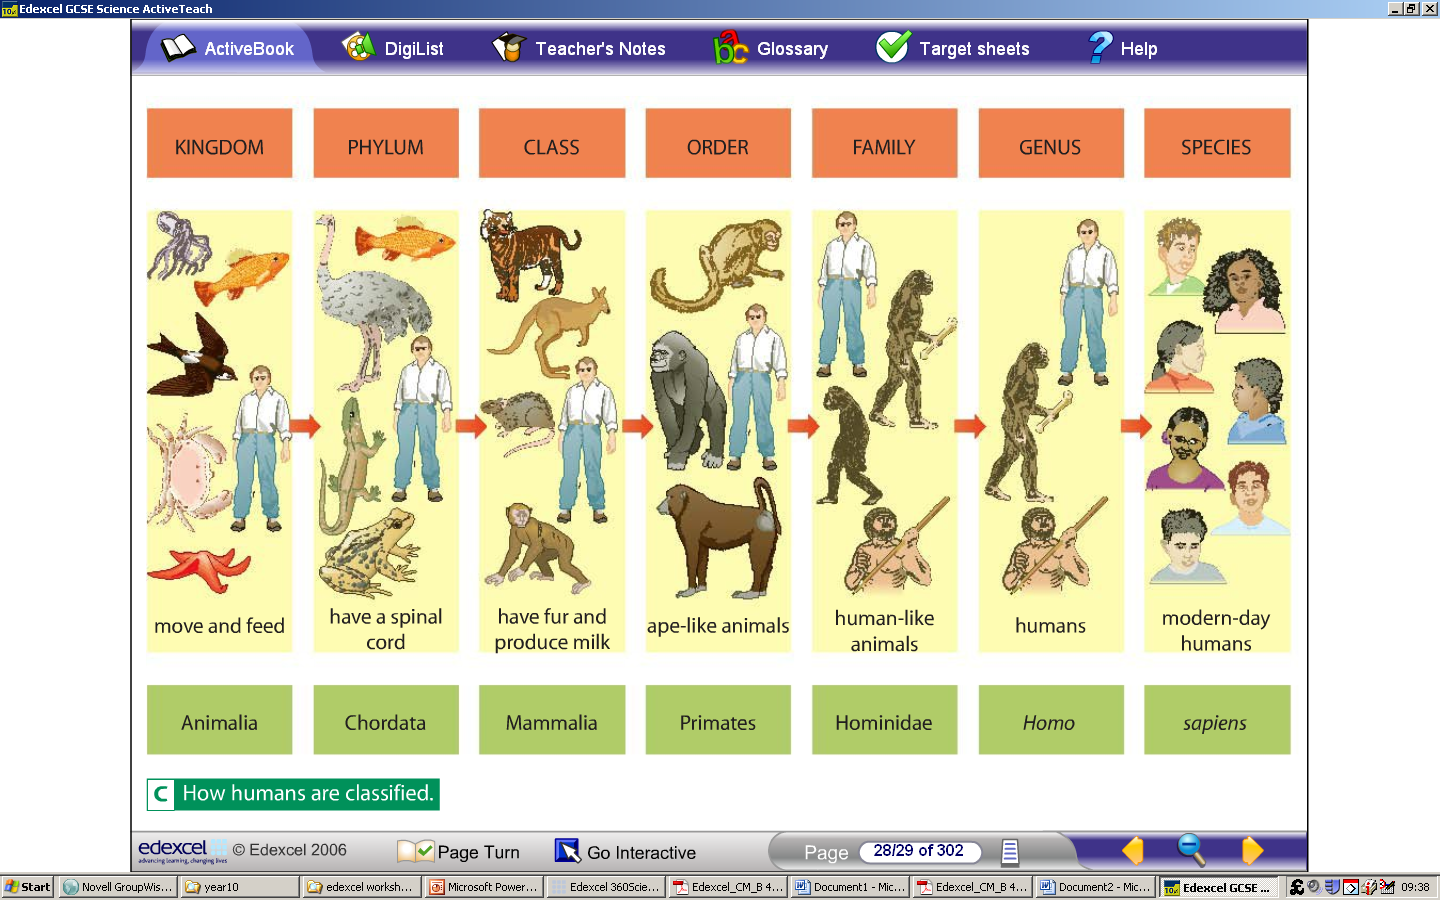 Edexcel GCSE Science ActiveTeach
ActiveBook
DigiList
Teacher's Notes
Glossary
Target sheets
Help
KINGDOM
PHYLUM
CLASS
ORDER
FAMILY
GENUS
SPECIES
move and feed
have a spinal
cord
have fur and
produce milk
ape-like animals
human-like
animals
humans
modern-day
humans
Animalia
Chordata
Mammalia
Primates
Hominidae
Homo
sapiens
C How humans are classified.
edexcel
advancing learning, changing lives
© Edexcel 2006
Page Turn
Go Interactive
Page 28/29 of 302
Start
Novell GroupWis...
year10
edexcel worksh...
Microsoft Power...
Edexcel 360Scie...
Edexcel_CM_B 4...
Document1 - Mic...
Edexcel_CM_B 4...
Document2 - Mic...
Edexcel GCSE ...
09:38